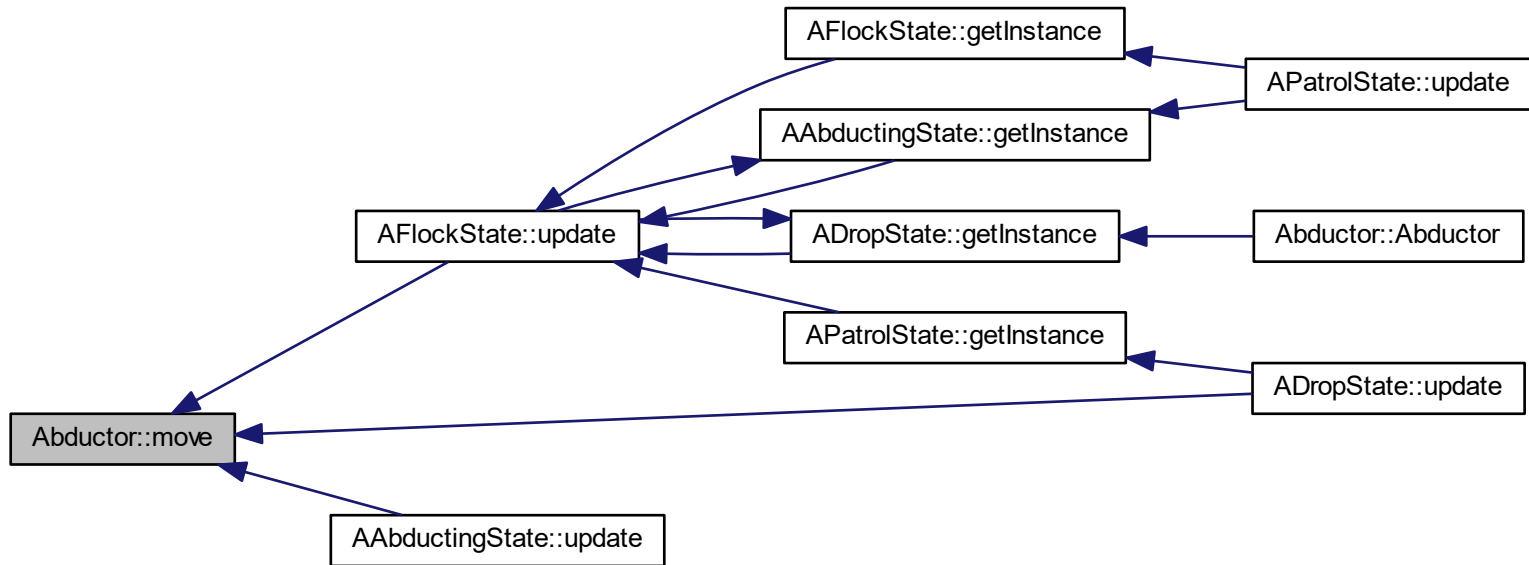 AFlockState::getInstance
APatrolState::update
AAbductingState::getInstance
AFlockState::update
ADropState::getInstance
Abductor::Abductor
APatrolState::getInstance
ADropState::update
Abductor::move
AAbductingState::update